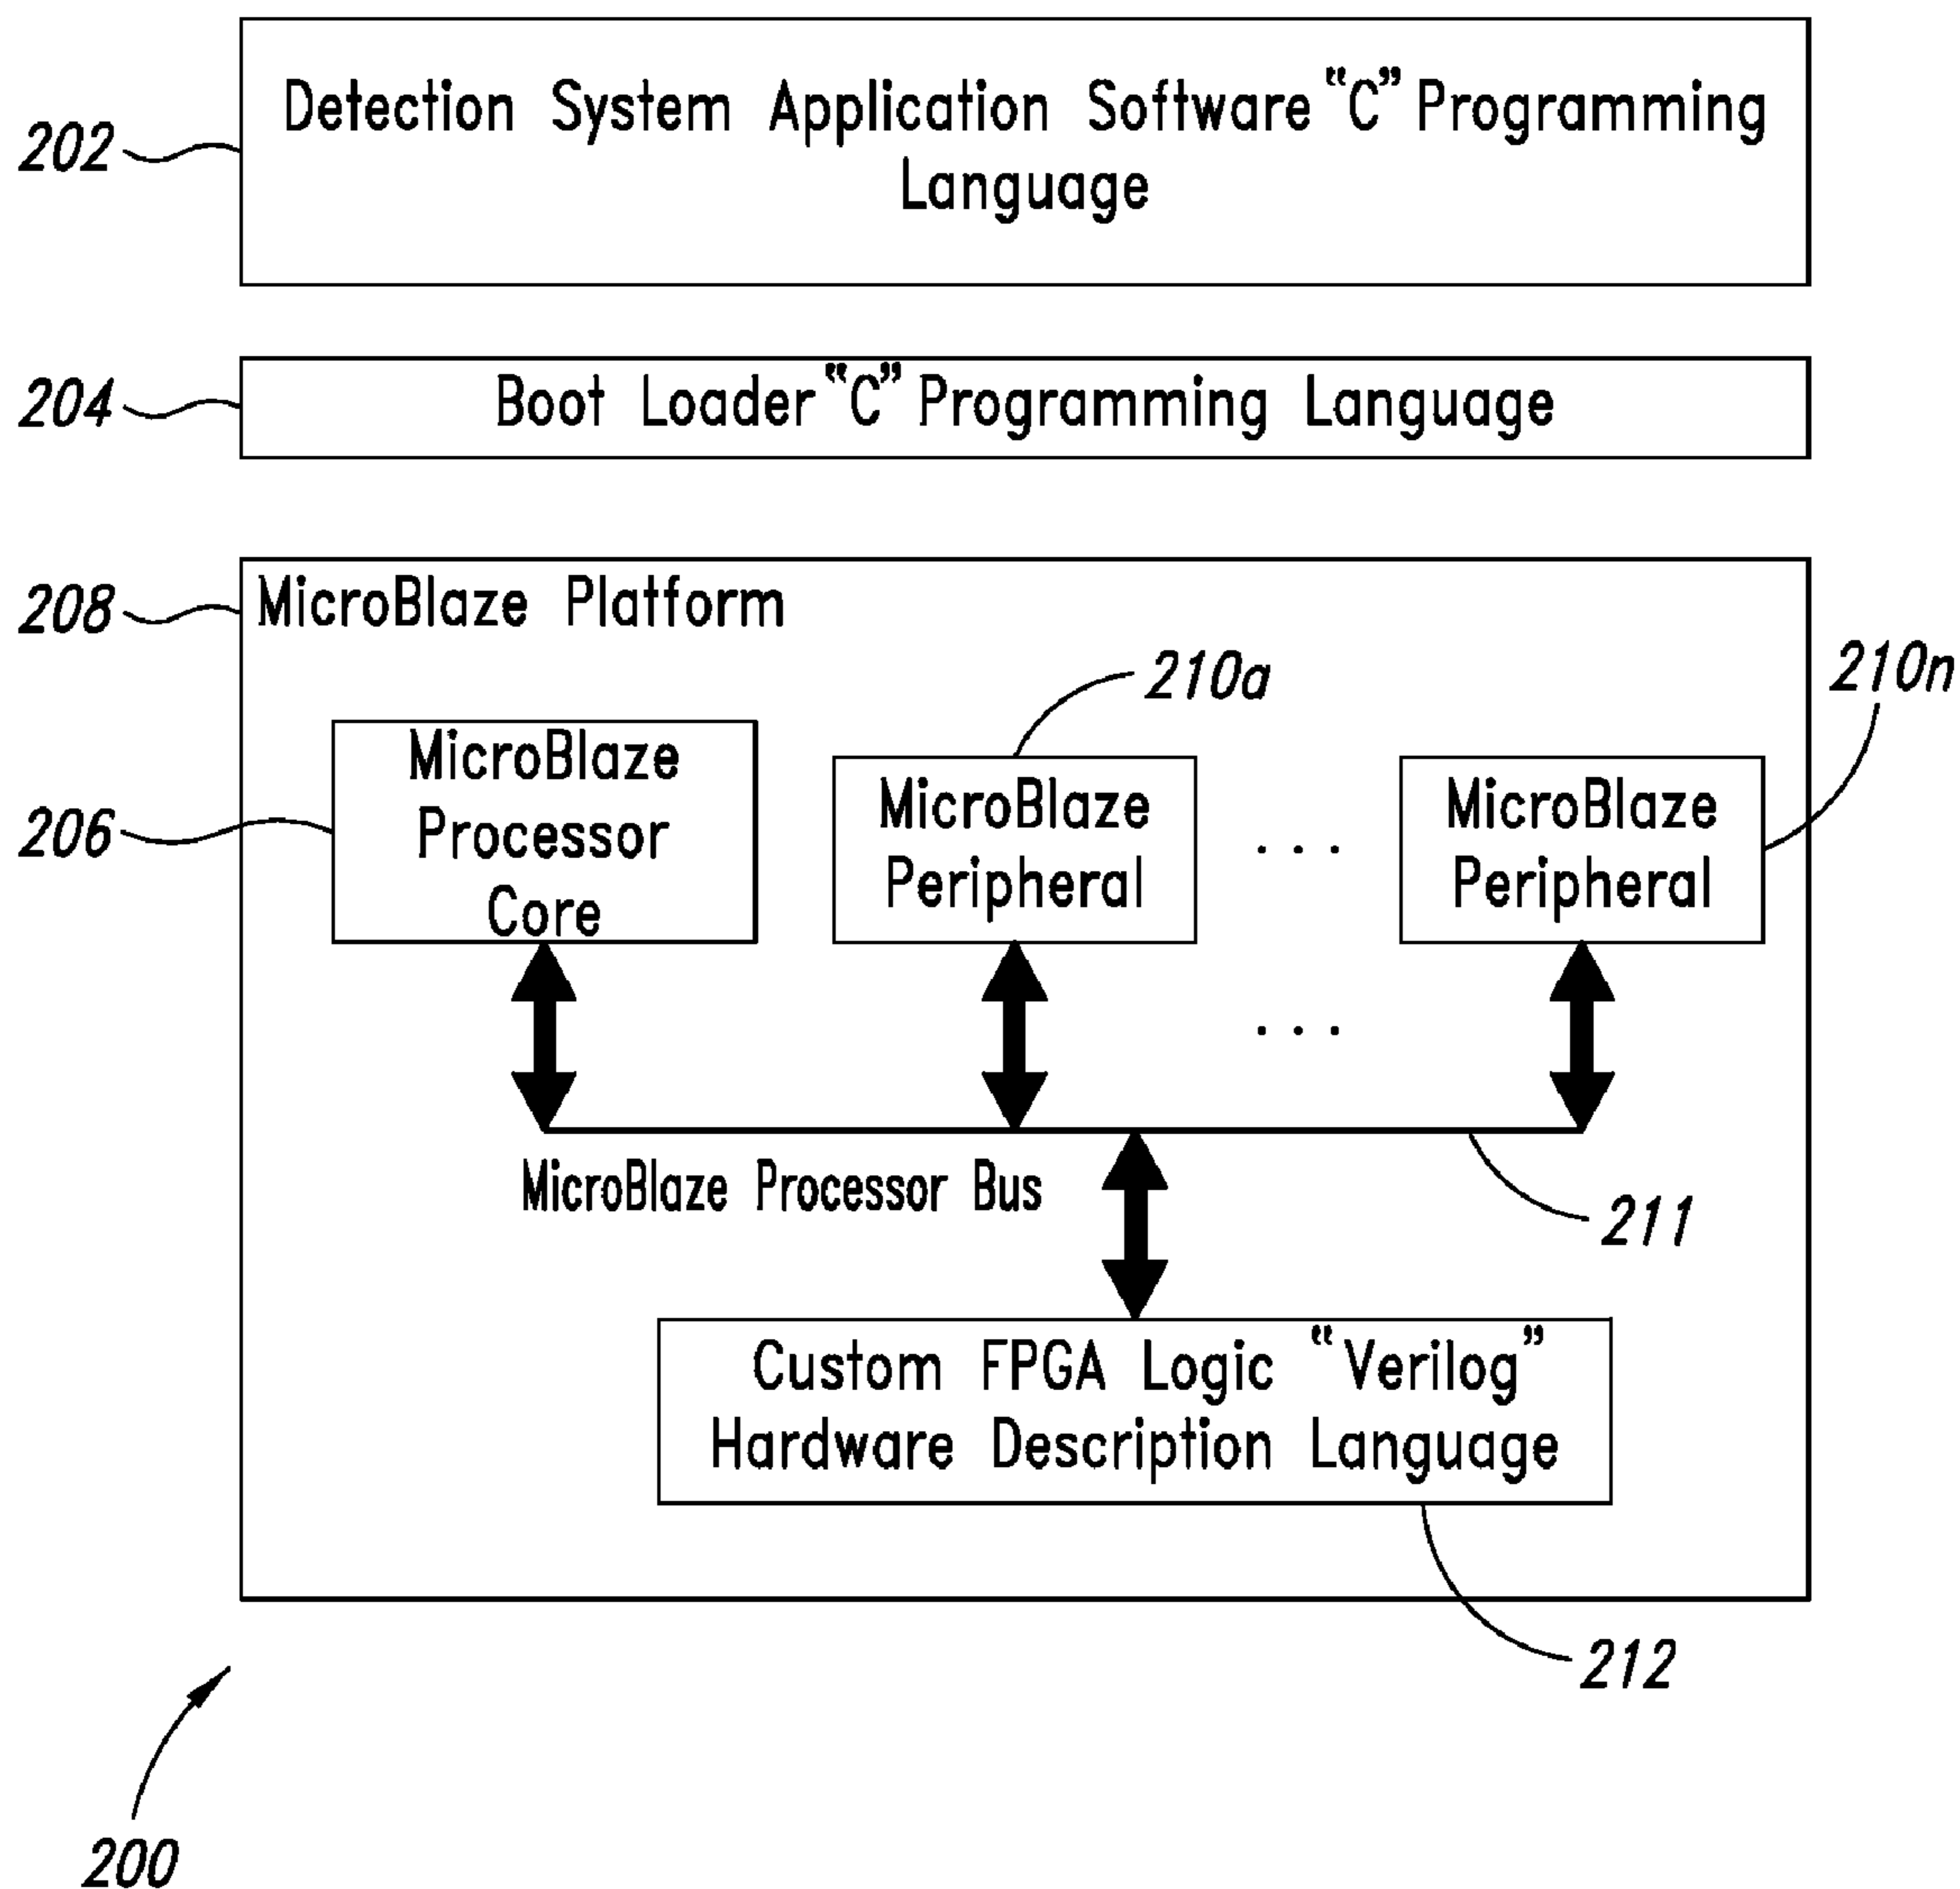 Detection System Application Software "C" Programming
Language
202
Boot Loader "C" Programming Language
204
208
MicroBlaze Platform
210a
210n
MicroBlaze
Processor
Core
206
MicroBlaze
Peripheral
. . .
MicroBlaze
Peripheral
. . .
MicroBlaze Processor Bus
211
Custom FPGA Logic "Verilog"
Hardware Description Language
212
200